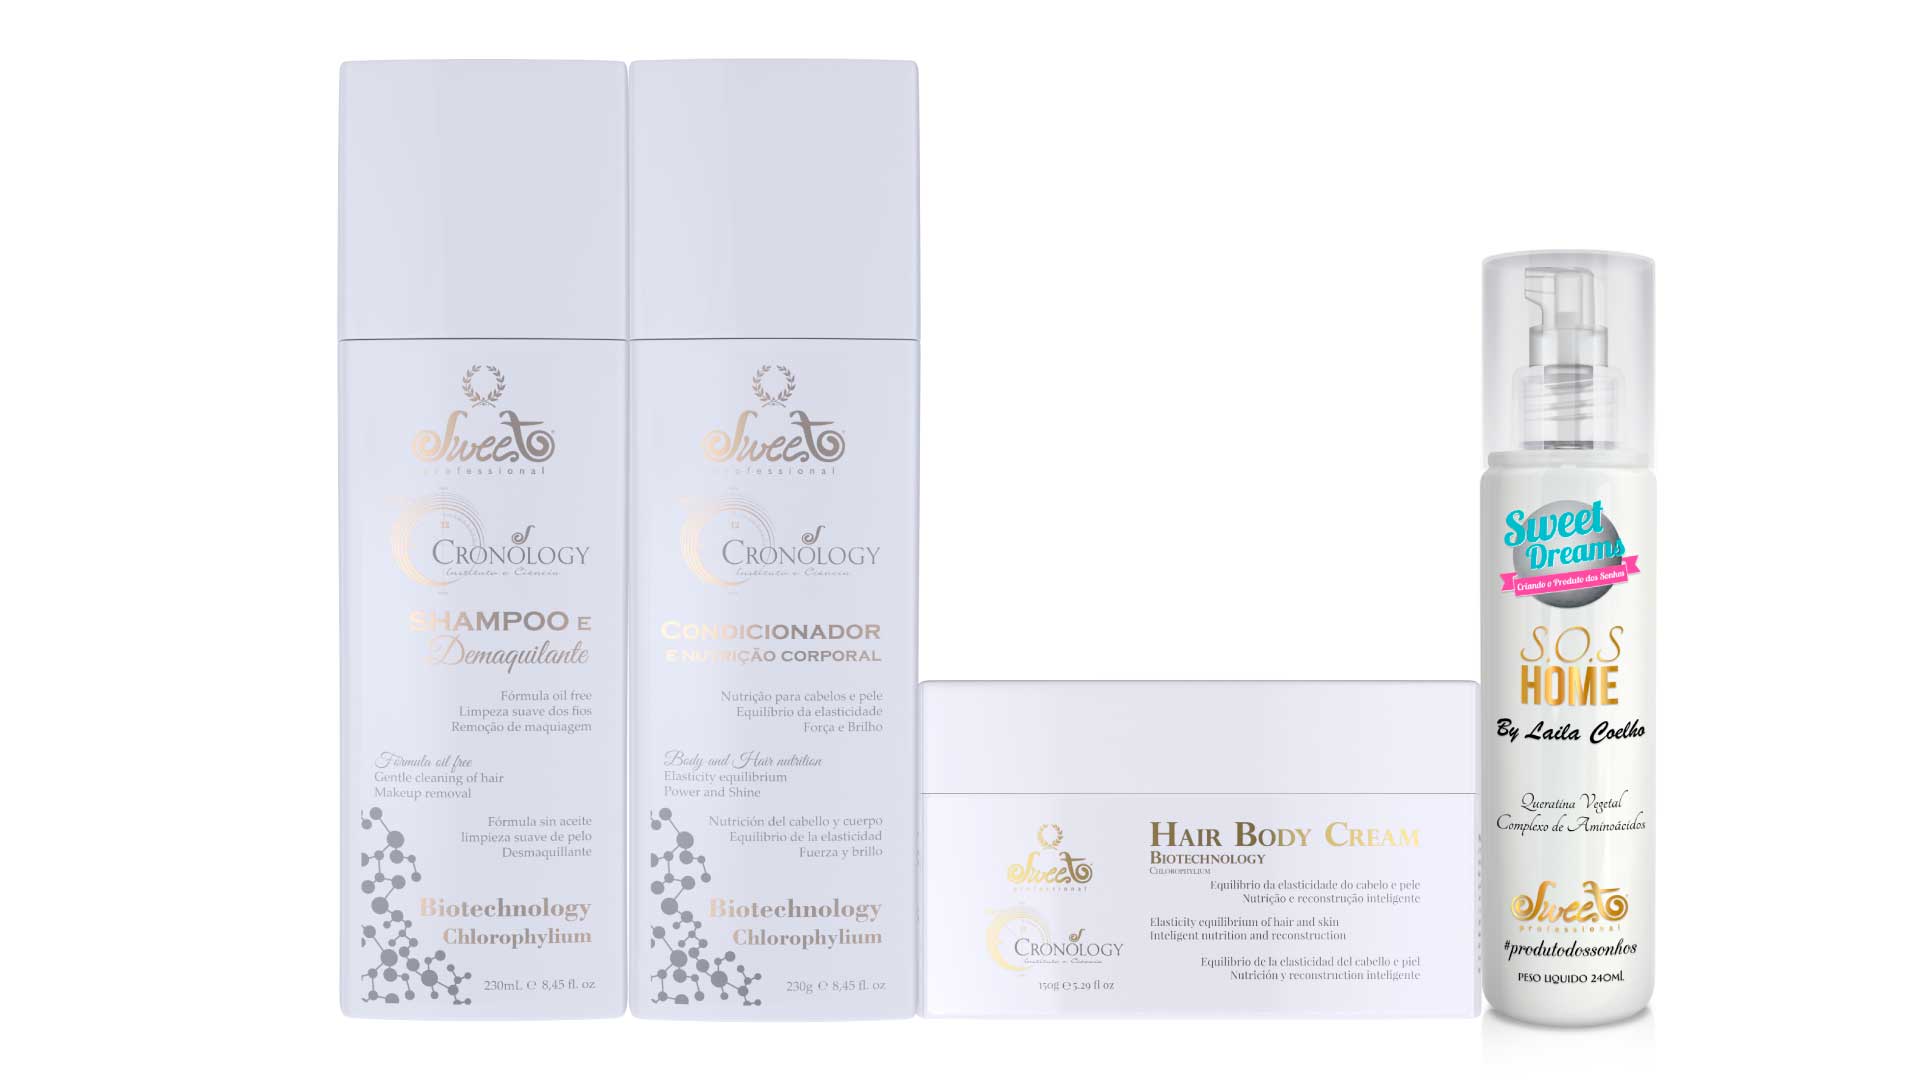 Sweet
professional
12
CRONOLOGY
Instituto e Ciência
SHAMPOO E
Demaquilante
Fórmula oil free
Limpeza suave dos fios
Remoção de maquiagem
Fórmula oil free
Gentle cleaning of hair
Makeup removal
Fórmula sin aceite
limpieza suave de pelo
Desmaquillante
Biotechnology
Chlorophylium
230mL ℮ 8,45 fl. oz
Sweet
professional
12
CRONOLOGY
Instituto e Ciência
CONDICIONADOR
E NUTRIÇÃO CORPORAL
Nutrição para cabelos e pele
Equilíbrio da elasticidade
Força e Brilho
Body and Hair nutrition
Elasticity equilibrium
Power and Shine
Nutrición del cabello y cuerpo
Equilibrio de la elasticidad
Fuerza y brillo
Biotechnology
Chlorophylium
230g ℮ 8,45 fl. oz
Sweet
professional
CRONOLOGY
Instituto e Ciência
150g ℮ 5.29 fl oz
HAIR BODY CREAM
BIOTECHNOLOGY
CHLOROPHYLIUM
Equilíbrio da elasticidade do cabelo e pele
Nutrição e reconstrução inteligente
Elasticity equilibrium of hair and skin
Inteligent nutrition and reconstruction
Equilibrio de la elasticidad del cabello e piel
Nutrición y reconstruction inteligente
Sweet
Dreams
Criando o Produto dos Sonhos
S.O.S
HOME
By Laila Coelho
Queratina Vegetal
Complexo de Aminoácidos
Sweet
professional
#produtodossonhos
PESO LIQUIDO 240ML